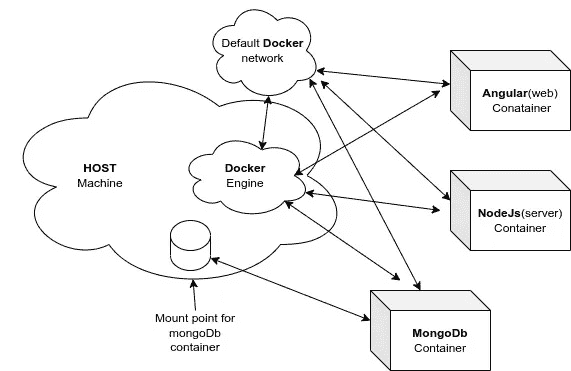 Default Docker
network
Angular(web)
Conatainer
HOST
Machine
Docker
Engine
NodeJs(server)
Container
Mount point for
mongoDb
container
MongoDb
Container